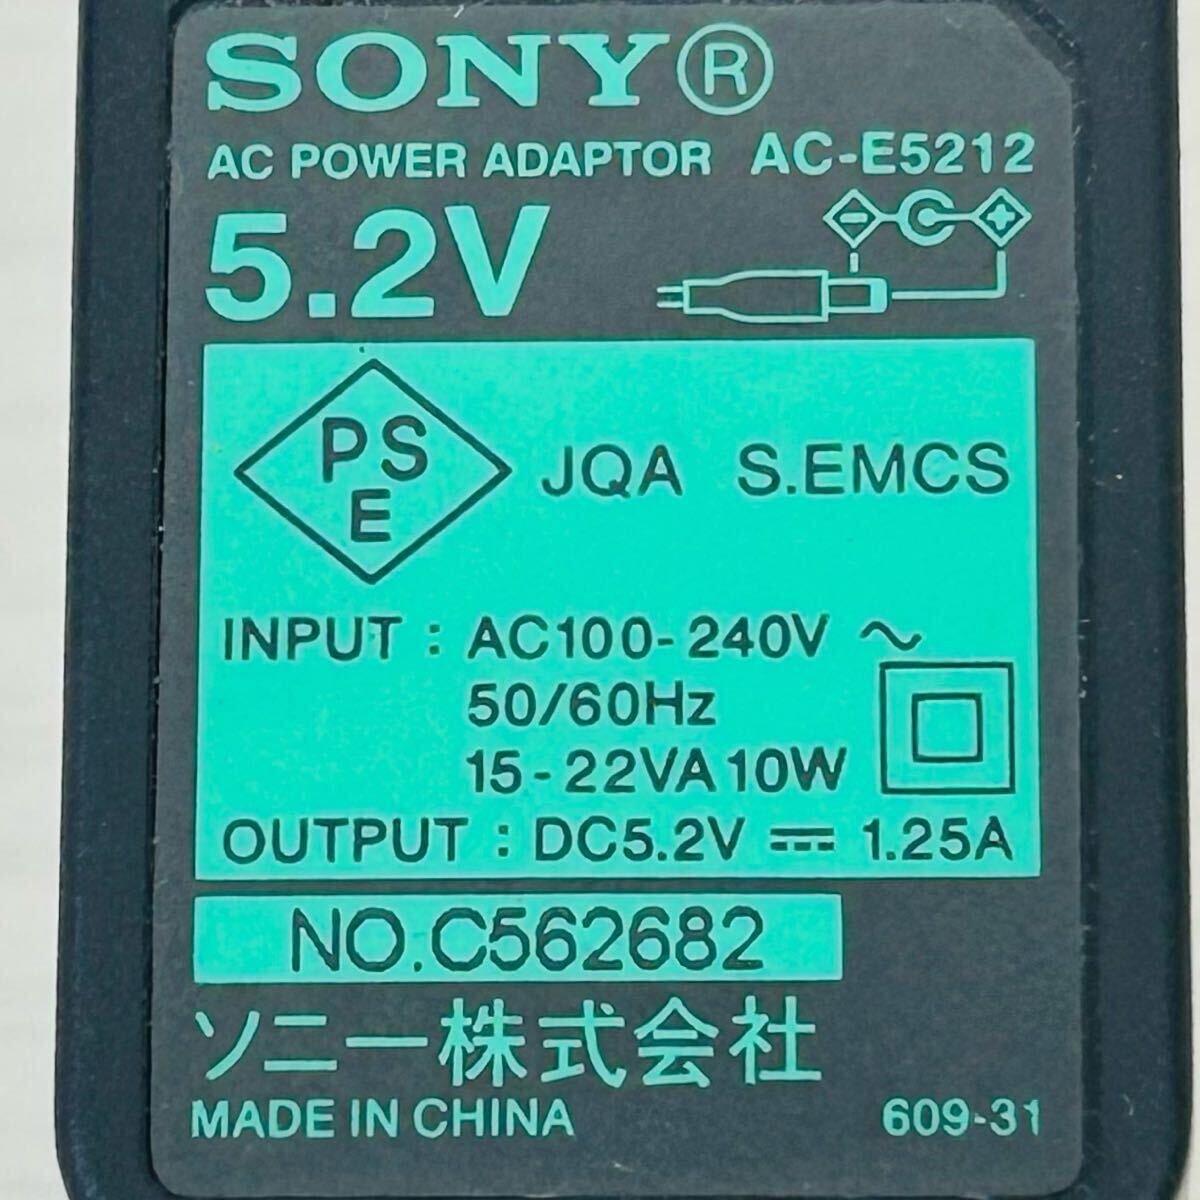 SONY®
AC POWER ADAPTOR AC-E5212
5.2V
PSE JQA S.EMCS
INPUT : AC100-240V ~
50/60Hz
15-22VA 10W
OUTPUT : DC5.2V ⎓ 1.25A
NO.C562682
ソニー株式会社
MADE IN CHINA 609-31